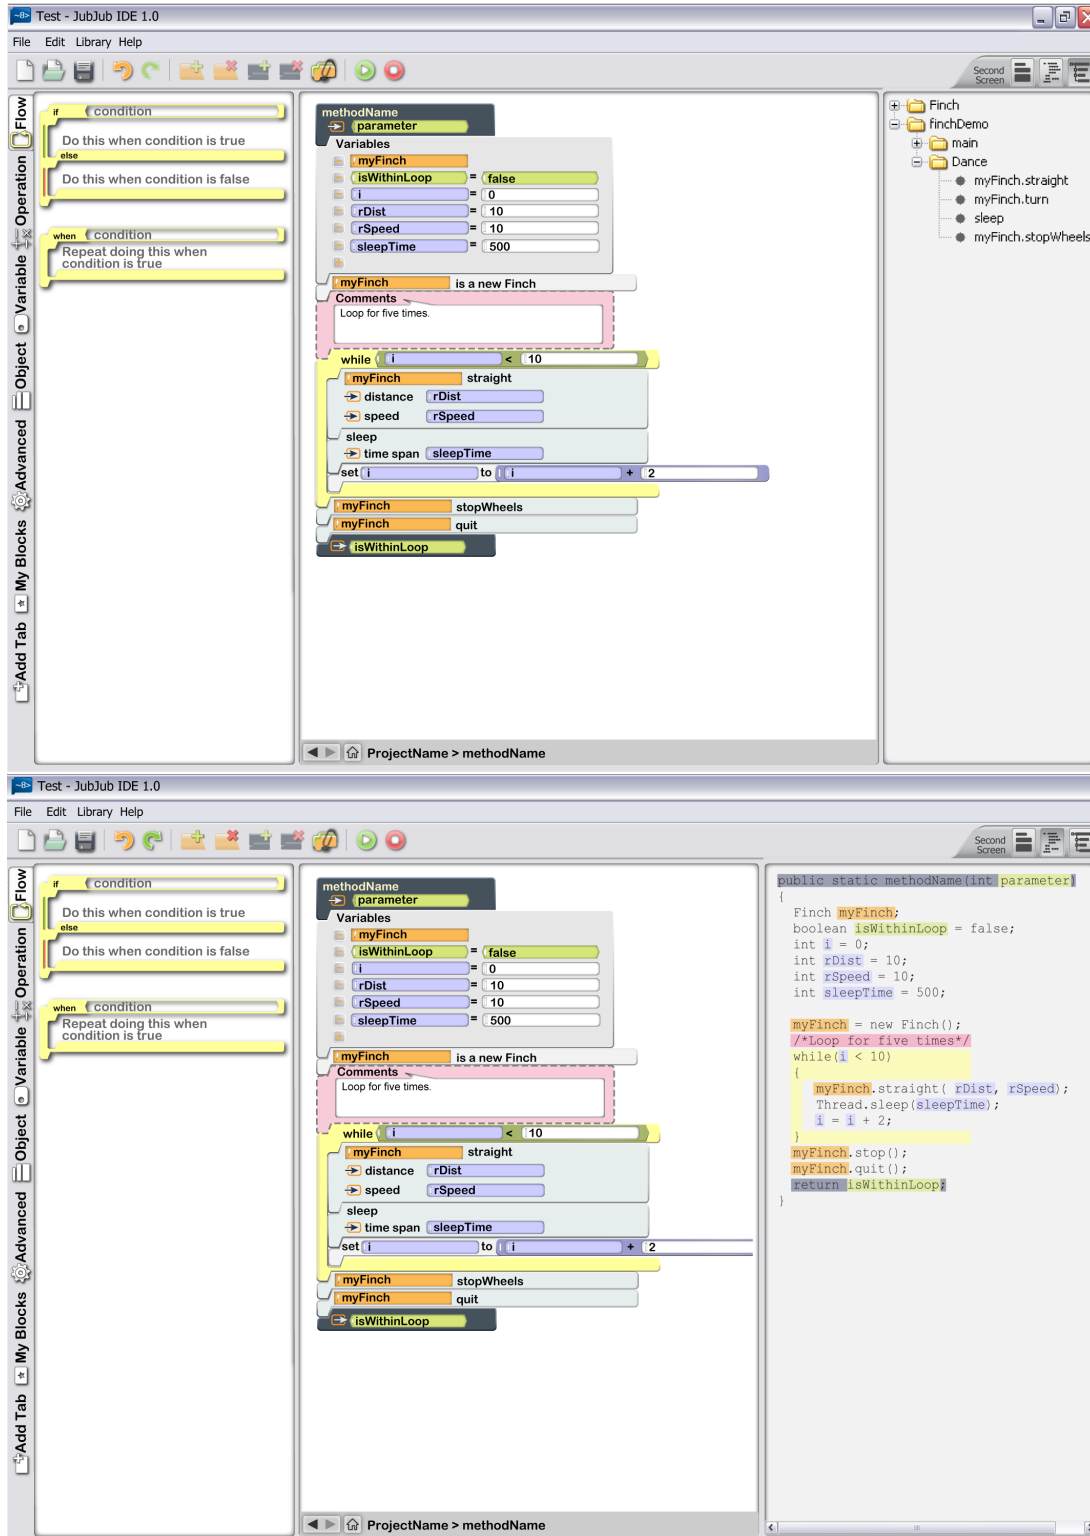 Test - JubJub IDE 1.0
File Edit Library Help
Second Screen
Flow
Operation
Variable
Object
Advanced
My Blocks
Add Tab
if condition
Do this when condition is true
else
Do this when condition is false
when condition
Repeat doing this when
condition is true
methodName
parameter
Variables
myFinch
isWithinLoop = false
i = 0
rDist = 10
rSpeed = 10
sleepTime = 500
myFinch is a new Finch
Comments
Loop for five times.
while i < 10
myFinch straight
distance rDist
speed rSpeed
sleep
time span sleepTime
set i to i + 2
myFinch stopWheels
myFinch quit
isWithinLoop
ProjectName > methodName
Finch
finchDemo
main
Dance
myFinch.straight
myFinch.turn
sleep
myFinch.stopWheels
Test - JubJub IDE 1.0
File Edit Library Help
Second Screen
Flow
Operation
Variable
Object
Advanced
My Blocks
Add Tab
if condition
Do this when condition is true
else
Do this when condition is false
when condition
Repeat doing this when
condition is true
methodName
parameter
Variables
myFinch
isWithinLoop = false
i = 0
rDist = 10
rSpeed = 10
sleepTime = 500
myFinch is a new Finch
Comments
Loop for five times.
while i < 10
myFinch straight
distance rDist
speed rSpeed
sleep
time span sleepTime
set i to i + 2
myFinch stopWheels
myFinch quit
isWithinLoop
ProjectName > methodName
public static methodName(int parameter)
{
Finch myFinch;
boolean isWithinLoop = false;
int i = 0;
int rDist = 10;
int rSpeed = 10;
int sleepTime = 500;
myFinch = new Finch();
/*Loop for five times*/
while(i < 10)
{
myFinch.straight( rDist, rSpeed);
Thread.sleep(sleepTime);
i = i + 2;
}
myFinch.stop();
myFinch.quit();
return isWithinLoop;
}